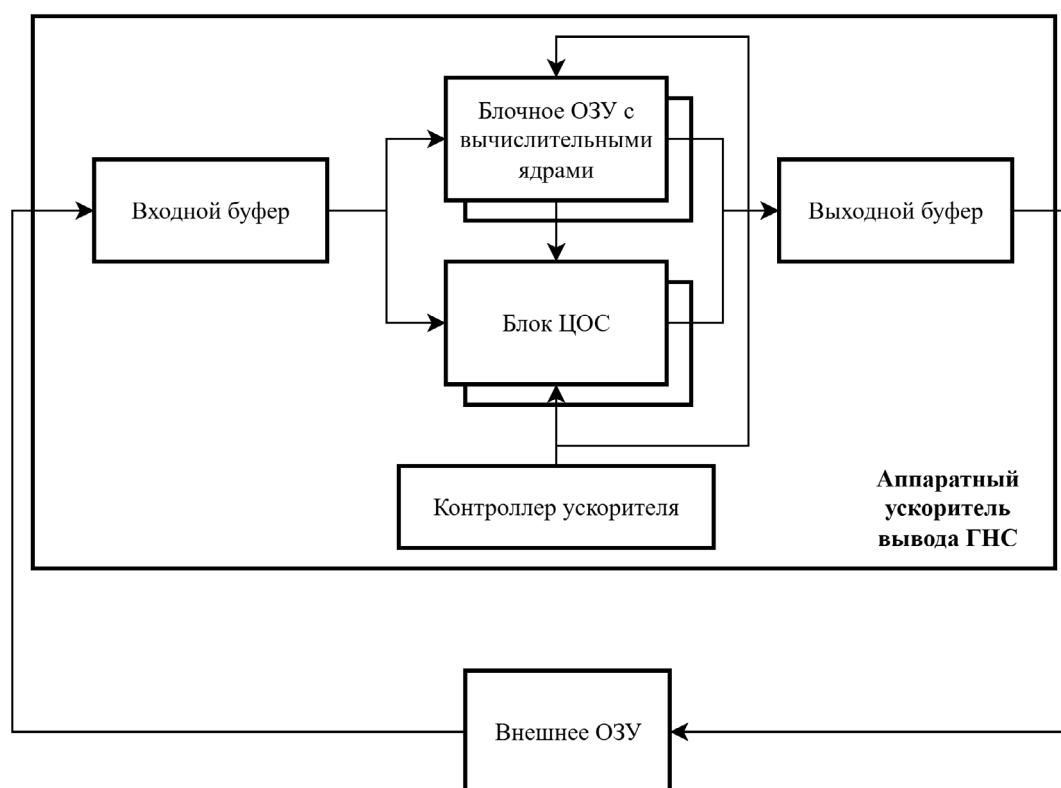 Блочное ОЗУ с
вычислительными
ядрами
Входной буфер
Выходной буфер
Блок ЦОС
Контроллер ускорителя
Аппаратный
ускоритель
вывода ГНС
Внешнее ОЗУ